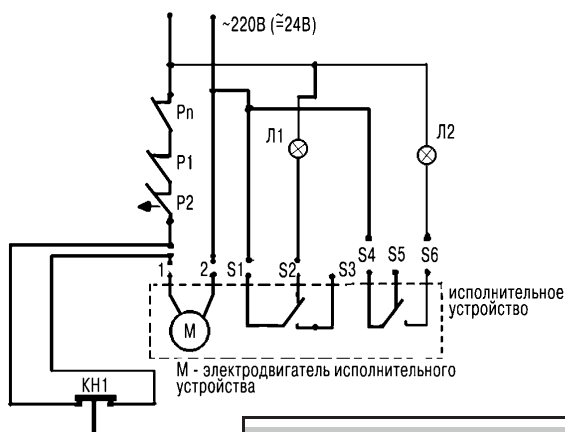 ~220В (≂24В)
Рn
Л1
Л2
Р1
Р2
1
2
S1
S2
S3
S4
S5
S6
исполнительное
устройство
М
М - электродвигатель исполнительного
устройства
КН1